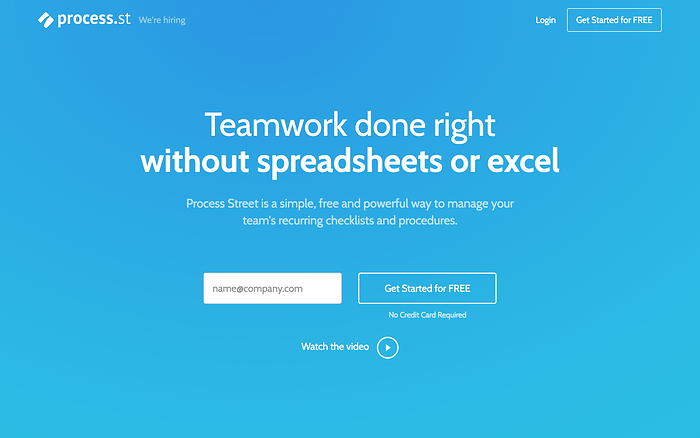 process.st We're hiring Login Get Started for FREE
Teamwork done right
without spreadsheets or excel
Process Street is a simple, free and powerful way to manage your
team's recurring checklists and procedures.
name@company.com Get Started for FREE
No Credit Card Required
Watch the video